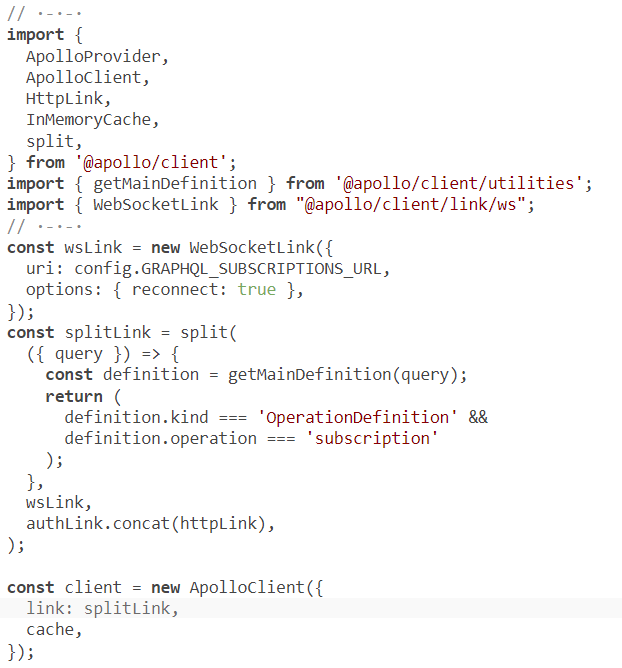 // ·-·-·
import {
  ApolloProvider,
  ApolloClient,
  HttpLink,
  InMemoryCache,
  split,
} from '@apollo/client';
import { getMainDefinition } from '@apollo/client/utilities';
import { WebSocketLink } from "@apollo/client/link/ws";
// ·-·-·
const wsLink = new WebSocketLink({
  uri: config.GRAPHQL_SUBSCRIPTIONS_URL,
  options: { reconnect: true },
});
const splitLink = split(
  ({ query }) => {
    const definition = getMainDefinition(query);
    return (
      definition.kind === 'OperationDefinition' &&
      definition.operation === 'subscription'
    );
  },
  wsLink,
  authLink.concat(httpLink),
);

const client = new ApolloClient({
  link: splitLink,
  cache,
});